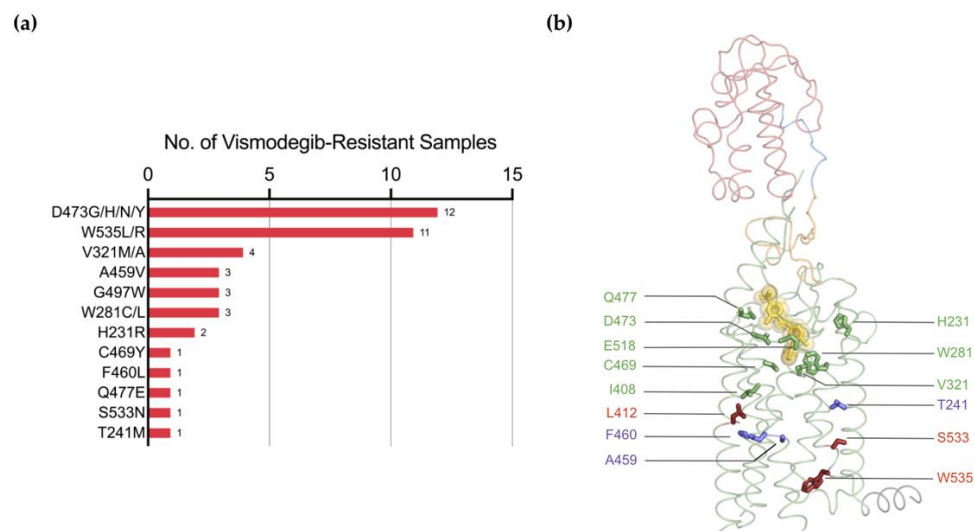 (a)
No. of Vismodegib-Resistant Samples
0 5 10 15
D473G/H/N/Y 12
W535L/R 11
V321M/A 4
A459V 3
G497W 3
W281C/L 3
H231R 2
C469Y 1
F460L 1
Q477E 1
S533N 1
T241M 1
(b)
Q477
D473
E518
C469
I408
L412
F460
A459
H231
W281
V321
T241
S533
W535